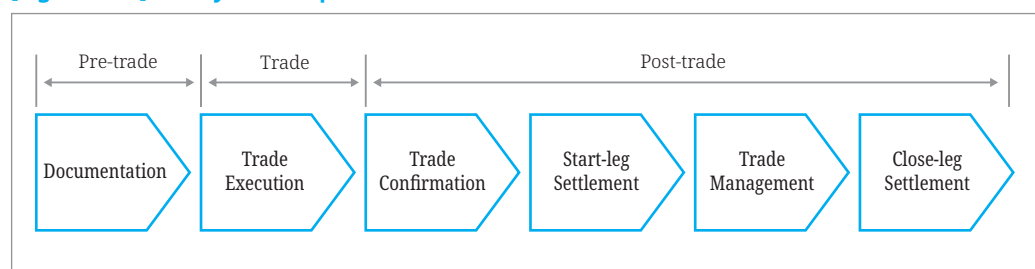 Pre-trade
Trade
Post-trade
Documentation
Trade
Execution
Trade
Confirmation
Start-leg
Settlement
Trade
Management
Close-leg
Settlement